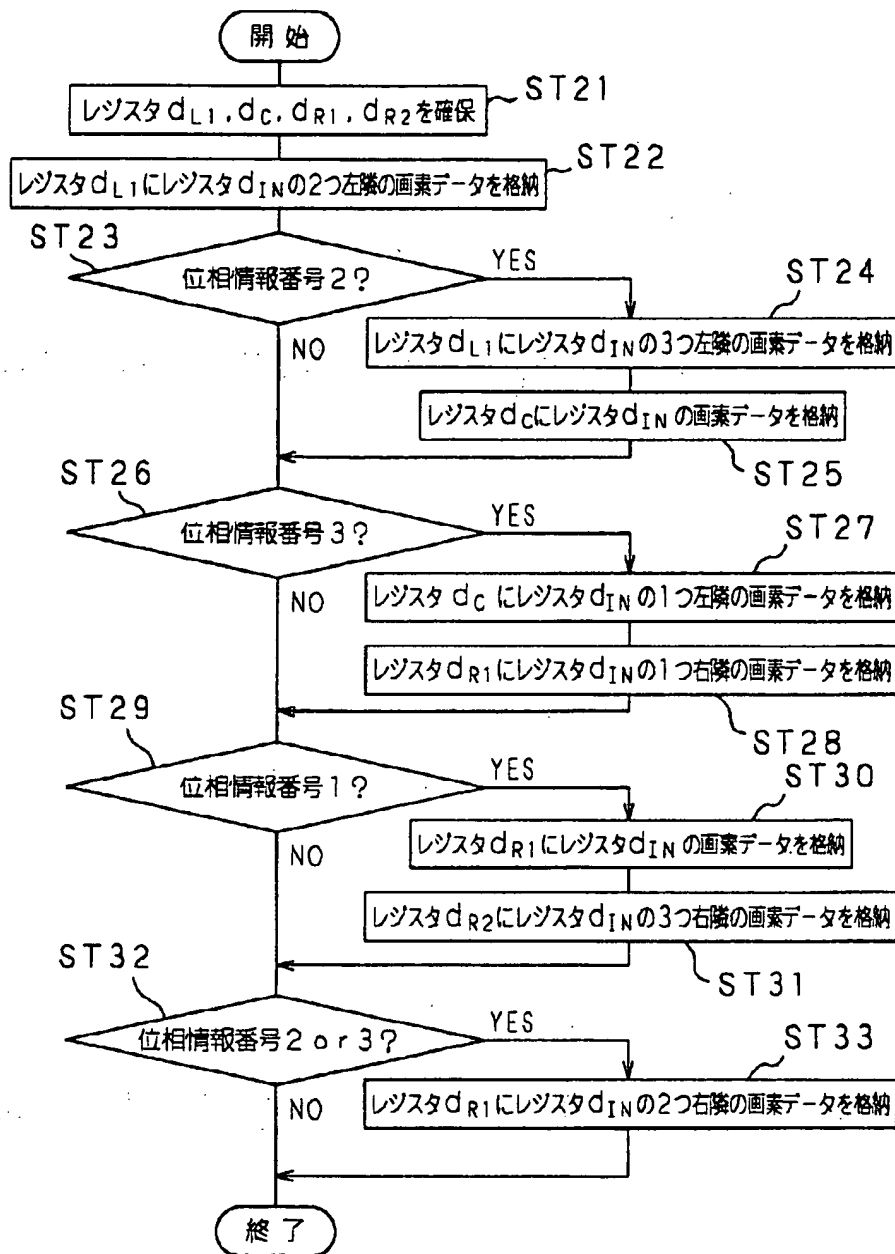 開始
ST21
レジスタdL1,dC,dR1,dR2を確保
ST22
レジスタdL1にレジスタdINの2つ左隣の画素データを格納
ST23
位相情報番号2?
YES
NO
ST24
レジスタdL1にレジスタdINの3つ左隣の画素データを格納
レジスタdCにレジスタdINの画素データを格納
ST25
ST26
位相情報番号3?
YES
NO
ST27
レジスタ dC にレジスタdINの1つ左隣の画素データを格納
レジスタdR1にレジスタdINの1つ右隣の画素データを格納
ST28
ST29
位相情報番号1?
YES
NO
ST30
レジスタdR1にレジスタdINの画素データを格納
レジスタdR2にレジスタdINの3つ右隣の画素データを格納
ST31
ST32
位相情報番号2 or 3?
YES
NO
ST33
レジスタdR1にレジスタdINの2つ右隣の画素データを格納
終了